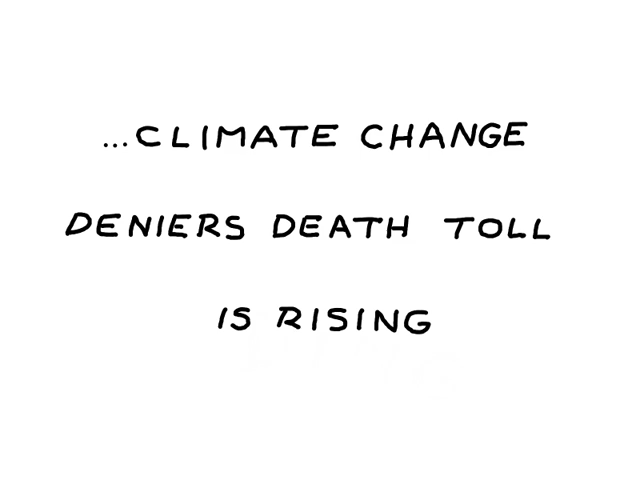 ...CLIMATE CHANGE
DENIERS DEATH TOLL
IS RISING